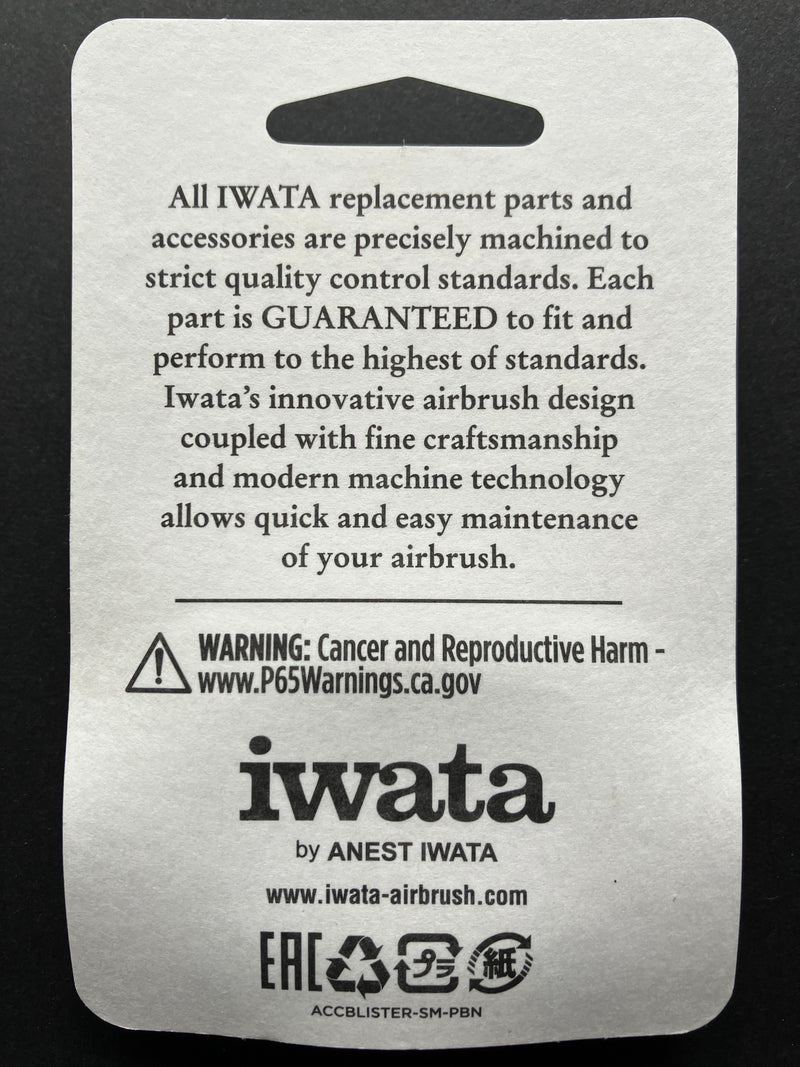 All IWATA replacement parts and
accessories are precisely machined to
strict quality control standards. Each
part is GUARANTEED to fit and
perform to the highest of standards.
Iwata's innovative airbrush design
coupled with fine craftsmanship
and modern machine technology
allows quick and easy maintenance
of your airbrush.
WARNING: Cancer and Reproductive Harm -
www.P65Warnings.ca.gov
iwata
by ANEST IWATA
www.iwata-airbrush.com
EAC プラ 紙
ACCBLISTER-SM-PBN